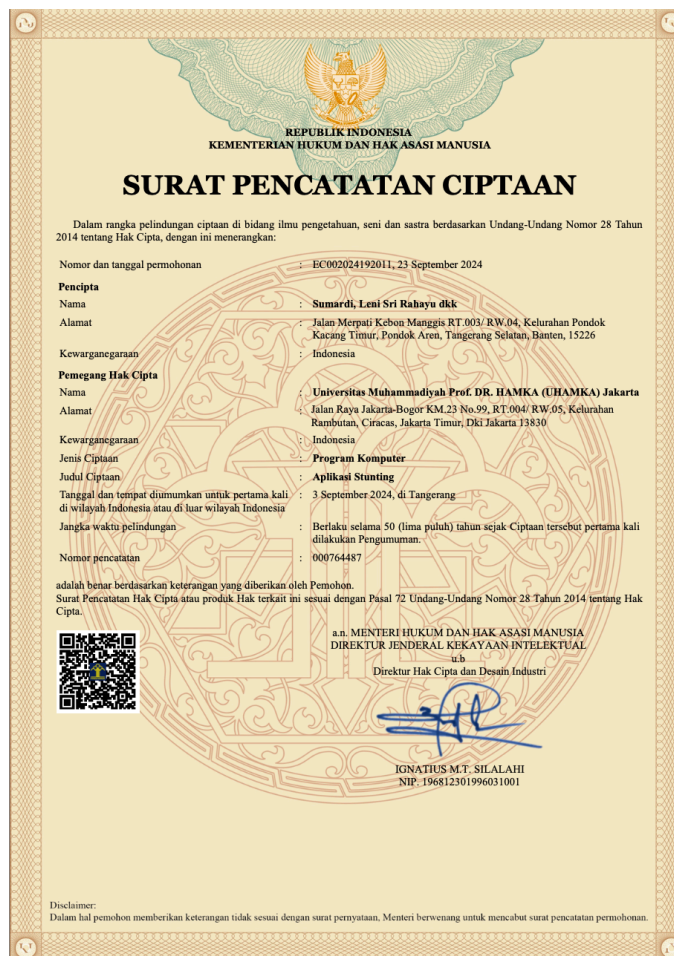 REPUBLIK INDONESIA
KEMENTERIAN HUKUM DAN HAK ASASI MANUSIA
SURAT PENCATATAN CIPTAAN
Dalam rangka pelindungan ciptaan di bidang ilmu pengetahuan, seni dan sastra berdasarkan Undang-Undang Nomor 28 Tahun
2014 tentang Hak Cipta, dengan ini menerangkan:
Nomor dan tanggal permohonan : EC002024192011, 23 September 2024
Pencipta
Nama : Sumardi, Leni Sri Rahayu dkk
Alamat : Jalan Merpati Kebon Manggis RT.003/ RW.04, Kelurahan Pondok
Kacang Timur, Pondok Aren, Tangerang Selatan, Banten, 15226
Kewarganegaraan : Indonesia
Pemegang Hak Cipta
Nama : Universitas Muhammadiyah Prof. DR. HAMKA (UHAMKA) Jakarta
Alamat : Jalan Raya Jakarta-Bogor KM.23 No.99, RT.004/ RW.05, Kelurahan
Rambutan, Ciracas, Jakarta Timur, Dki Jakarta 13830
Kewarganegaraan : Indonesia
Jenis Ciptaan : Program Komputer
Judul Ciptaan : Aplikasi Stunting
Tanggal dan tempat diumumkan untuk pertama kali : 3 September 2024, di Tangerang
di wilayah Indonesia atau di luar wilayah Indonesia
Jangka waktu pelindungan : Berlaku selama 50 (lima puluh) tahun sejak Ciptaan tersebut pertama kali
dilakukan Pengumuman.
Nomor pencatatan : 000764487
adalah benar berdasarkan keterangan yang diberikan oleh Pemohon.
Surat Pencatatan Hak Cipta atau produk Hak terkait ini sesuai dengan Pasal 72 Undang-Undang Nomor 28 Tahun 2014 tentang Hak
Cipta.
a.n. MENTERI HUKUM DAN HAK ASASI MANUSIA
DIREKTUR JENDERAL KEKAYAAN INTELEKTUAL
u.b
Direktur Hak Cipta dan Desain Industri
IGNATIUS M.T. SILALAHI
NIP. 196812301996031001
Disclaimer:
Dalam hal pemohon memberikan keterangan tidak sesuai dengan surat pernyataan, Menteri berwenang untuk mencabut surat pencatatan permohonan.